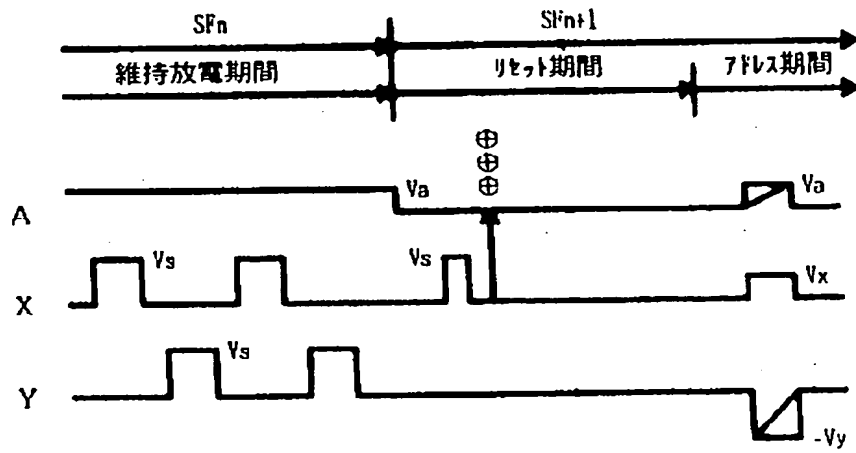 SFn SFn+1
維持放電期間 リセット期間 アドレス期間
A Va Va
X Vs Vs Vx
Y Vs
-Vy